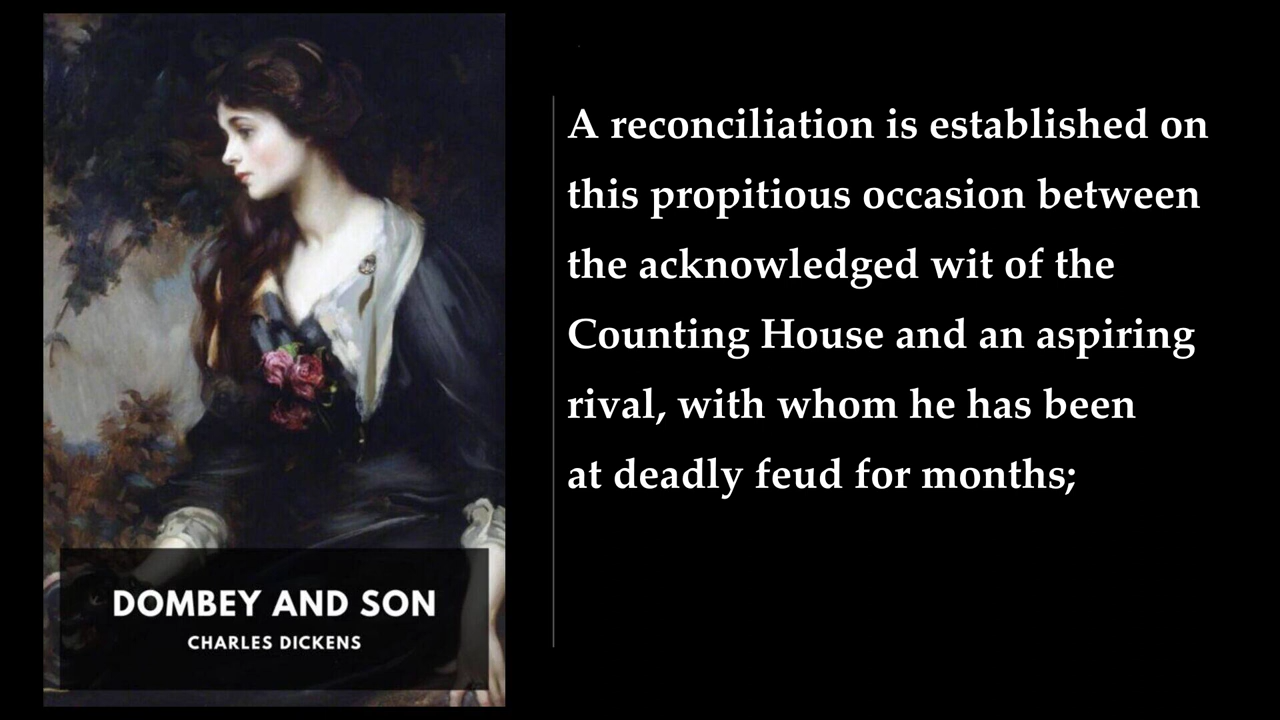 A reconciliation is established on
this propitious occasion between
the acknowledged wit of the
Counting House and an aspiring
rival, with whom he has been
at deadly feud for months;
DOMBEY AND SON
CHARLES DICKENS